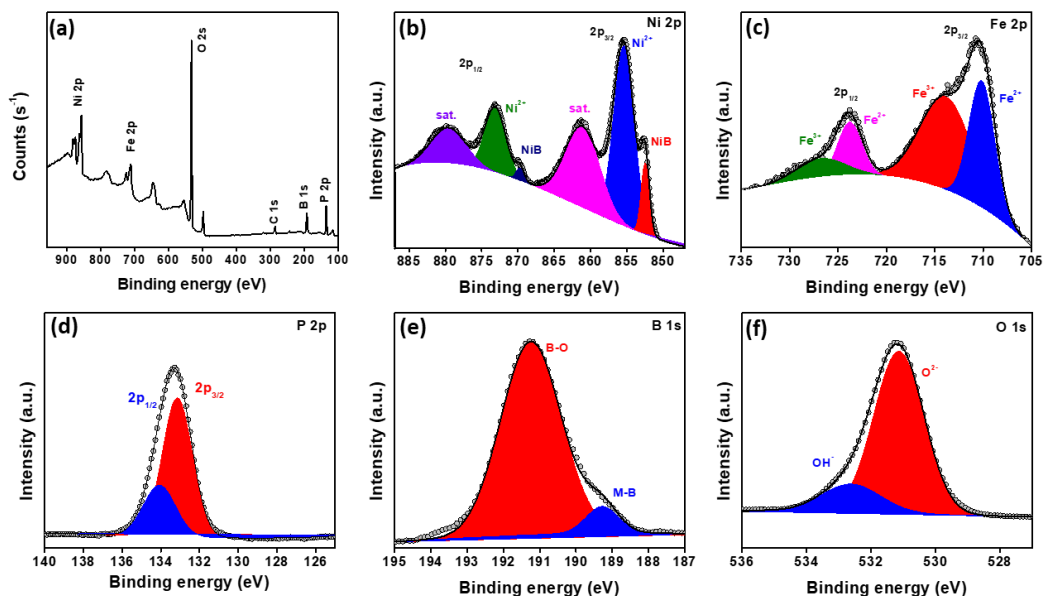 (a)
O 2s
Ni 2p
Fe 2p
C 1s
B 1s
P 2p
Counts (s⁻¹)
900 800 700 600 500 400 300 200 100
Binding energy (eV)
(b)
Ni 2p
2p₃/₂
Ni²⁺
2p₁/₂
Ni²⁺
sat.
sat.
NiB
NiB
Intensity (a.u.)
880 875 870 865 860 855 850
Binding energy (eV)
(c)
Fe 2p
2p₃/₂
Fe³⁺
Fe²⁺
2p₁/₂
Fe²⁺
Fe³⁺
Intensity (a.u.)
735 730 725 720 715 710 705
Binding energy (eV)
(d)
P 2p
2p₁/₂
2p₃/₂
Intensity (a.u.)
140 138 136 134 132 130 128 126
Binding energy (eV)
(e)
B 1s
B-O
M-B
Intensity (a.u.)
195 194 193 192 191 190 189 188 187
Binding energy (eV)
(f)
O 1s
O²⁻
OH⁻
Intensity (a.u.)
536 534 532 530 528
Binding energy (eV)